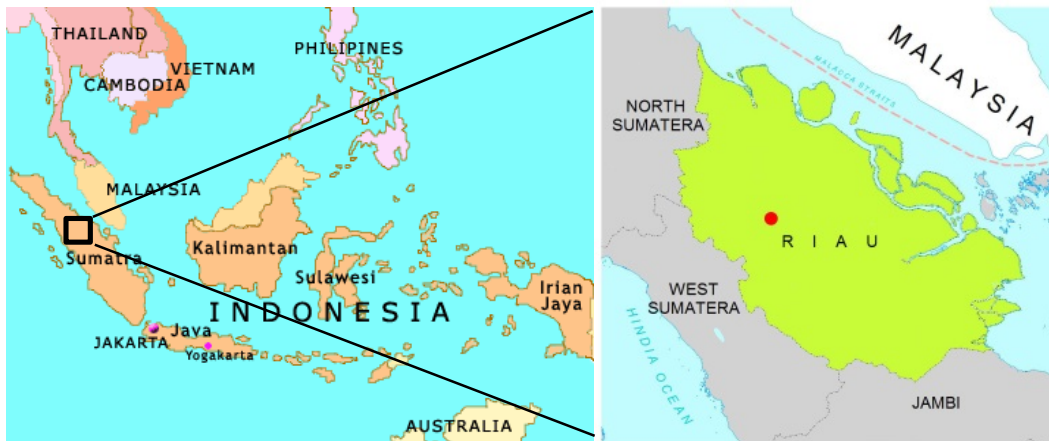 THAILAND
PHILIPINES
VIETNAM
CAMBODIA
MALAYSIA
Kalimantan
Sumatra
Sulawesi
Irian
Jaya
INDONESIA
Java
JAKARTA
Yogakarta
AUSTRALIA
MALAYSIA
MALACCA STRAITS
NORTH
SUMATERA
RIAU
WEST
SUMATERA
HINDIA OCEAN
JAMBI